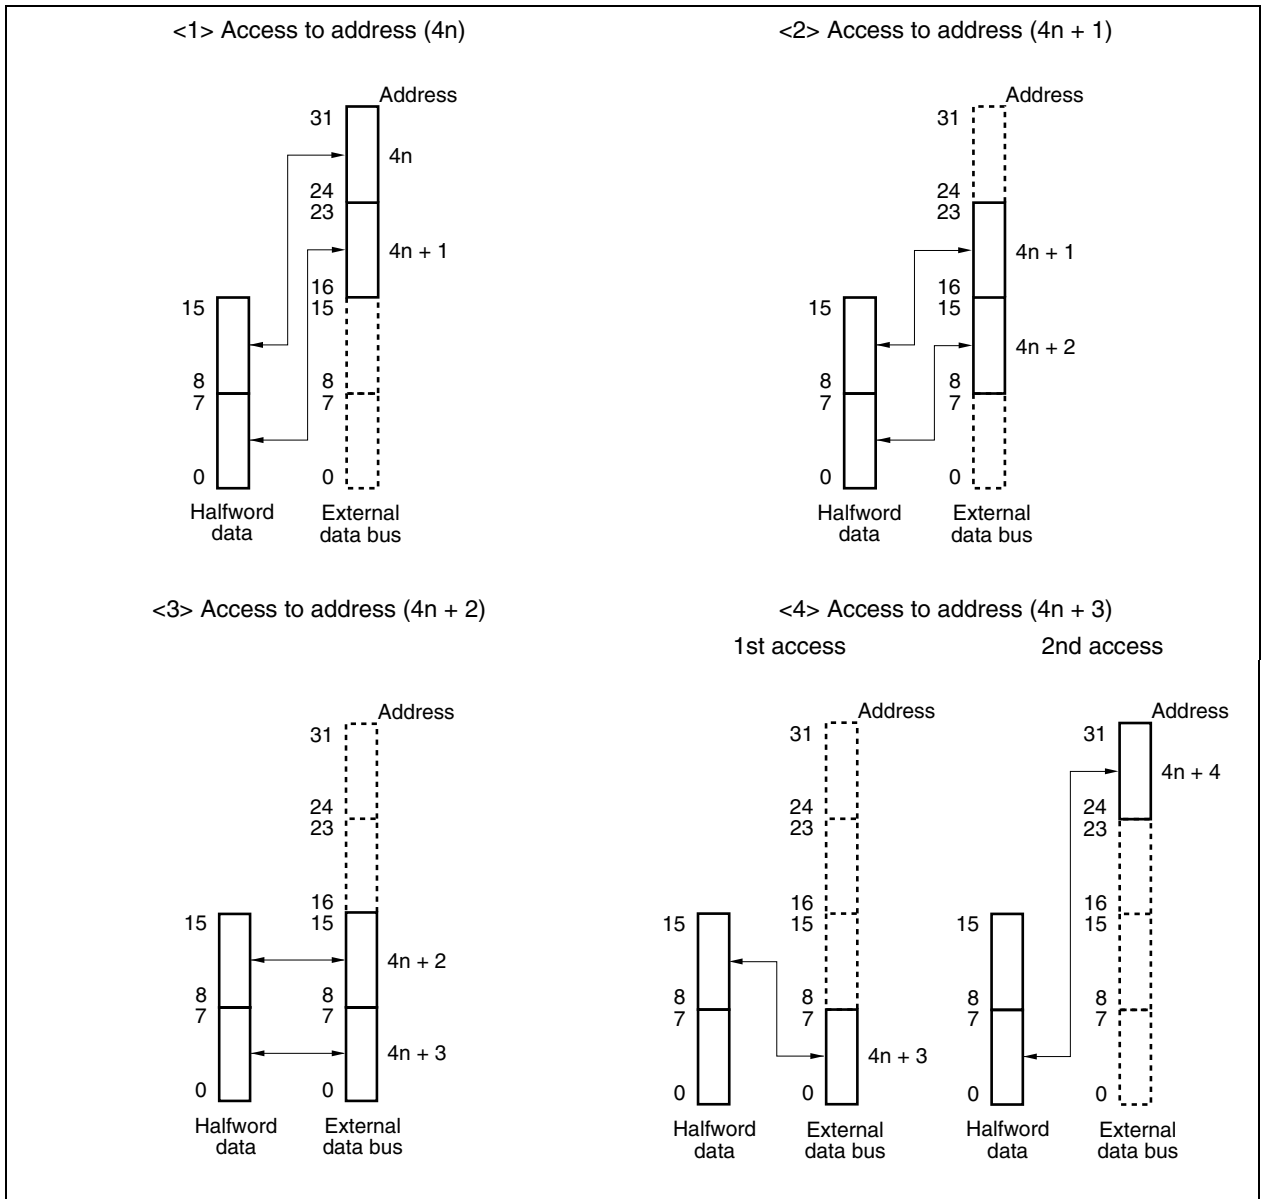 <1> Access to address (4n)
Address
31
4n
24
23
4n + 1
16
15
15
8
7
8
7
0
0
Halfword
data
External
data bus
<2> Access to address (4n + 1)
Address
31
24
23
4n + 1
16
15
15
4n + 2
8
7
8
7
0
0
Halfword
data
External
data bus
<3> Access to address (4n + 2)
Address
31
24
23
16
15
15
4n + 2
8
7
8
7
4n + 3
0
0
Halfword
data
External
data bus
<4> Access to address (4n + 3)
1st access
Address
31
24
23
16
15
15
8
7
8
7
4n + 3
0
0
Halfword
data
External
data bus
2nd access
Address
31
4n + 4
24
23
16
15
15
8
7
8
7
0
0
Halfword
data
External
data bus